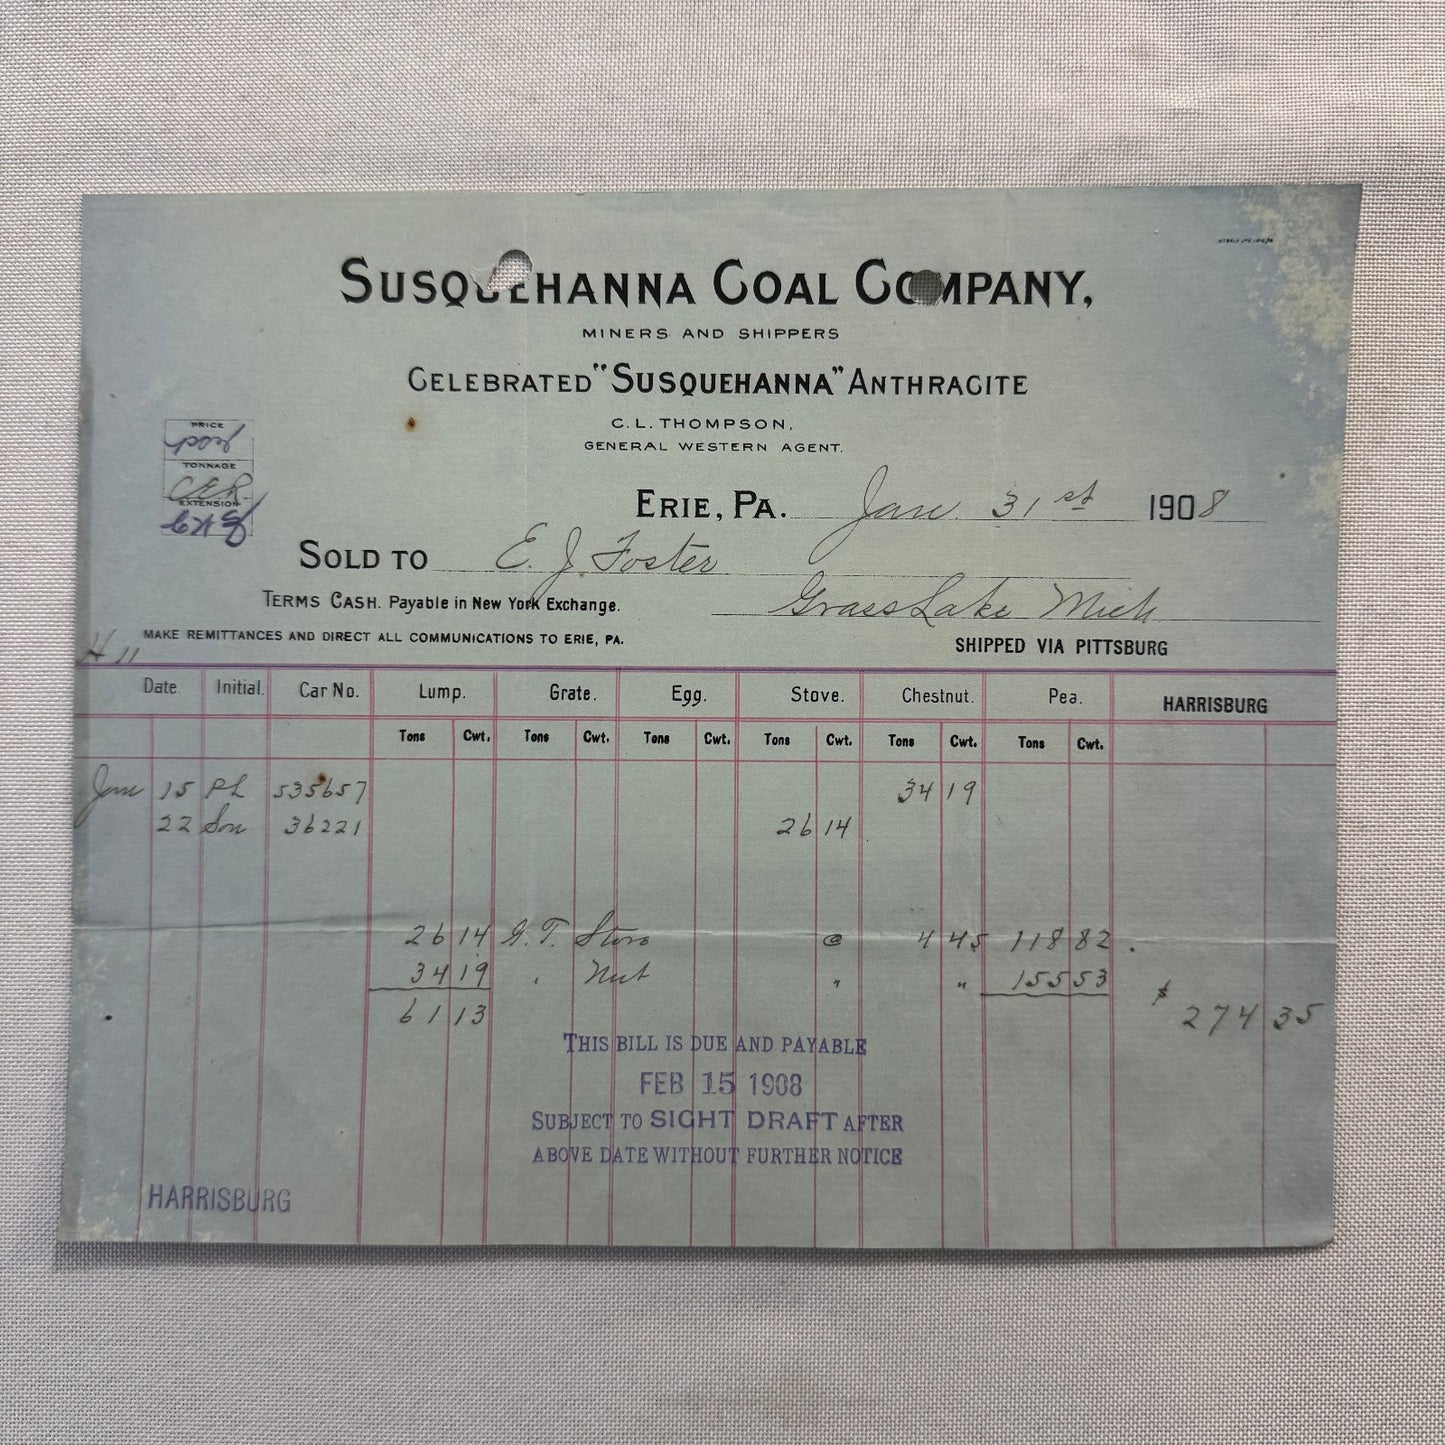 SUSQUEHANNA COAL COMPANY,
MINERS AND SHIPPERS
CELEBRATED "SUSQUEHANNA" ANTHRACITE
C. L. THOMPSON,
GENERAL WESTERN AGENT.
PRICE
TONNAGE
EXTENSION
ERIE, PA. Jan. 31st 1908
SOLD TO E. J. Foster
TERMS CASH. Payable in New York Exchange. Grass Lake Mich
MAKE REMITTANCES AND DIRECT ALL COMMUNICATIONS TO ERIE, PA. SHIPPED VIA PITTSBURG
Date. Initial. Car No. Lump. Grate. Egg. Stove. Chestnut. Pea. HARRISBURG
Tons Cwt. Tons Cwt. Tons Cwt. Tons Cwt. Tons Cwt. Tons Cwt.
Jan 15 PL 535657 34 19
22 Son 36221 26 14
26 14 G. T. Stove @ 4 45 118 82
34 19 " Nut " " 155 53
61 13 $ 274 35
THIS BILL IS DUE AND PAYABLE
FEB 15 1908
SUBJECT TO SIGHT DRAFT AFTER
ABOVE DATE WITHOUT FURTHER NOTICE
HARRISBURG